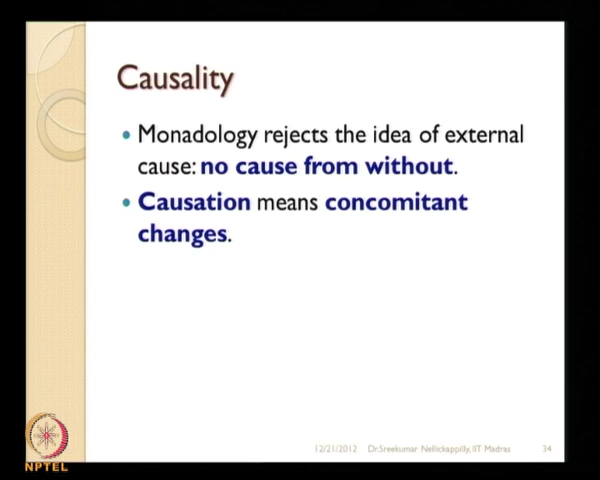 Causality
• Monadology rejects the idea of external
cause: no cause from without.
• Causation means concomitant
changes.
12/21/2012 Dr.Sreekumar Nellickappilly, IIT Madras 34
NPTEL